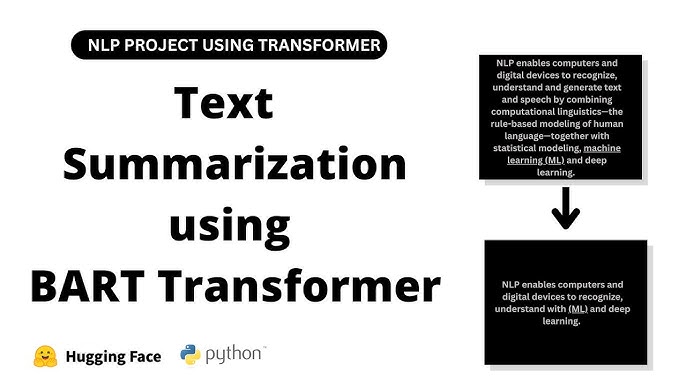 NLP PROJECT USING TRANSFORMER
Text
Summarization
using
BART Transformer
Hugging Face
python™
NLP enables computers and
digital devices to recognize,
understand and generate text
and speech by combining
computational linguistics—the
rule-based modeling of human
language—together with
statistical modeling, machine
learning (ML) and deep
learning.
NLP enables computers and
digital devices to recognize,
understand with (ML) and deep
learning.